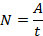 N = A/t